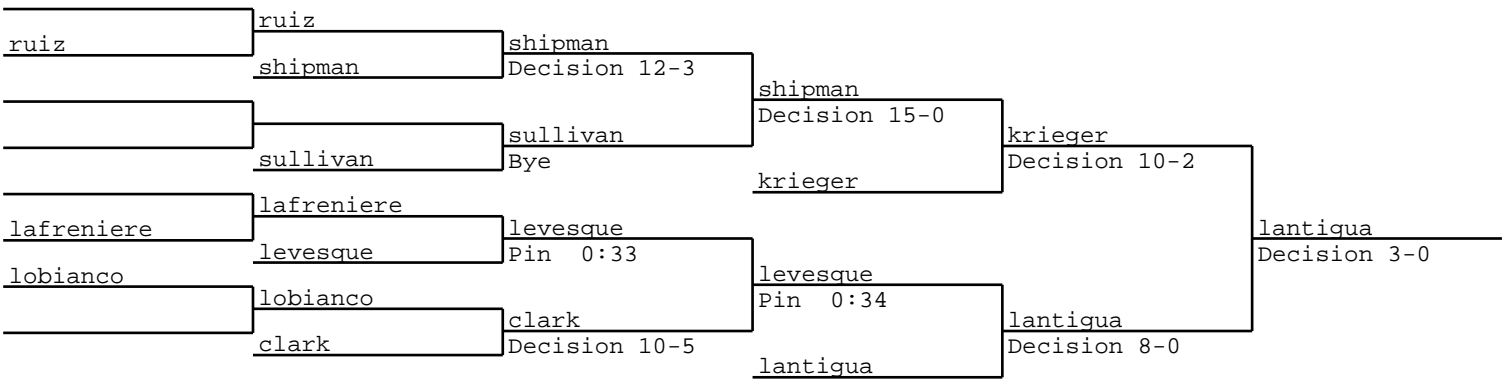 ruiz
ruiz
shipman
shipman
Decision 12-3
shipman
Decision 15-0
sullivan
sullivan
Bye
krieger
krieger
Decision 10-2
lafreniere
lafreniere
levesque
levesque
Pin 0:33
lantigua
Decision 3-0
lobianco
lobianco
clark
clark
Decision 10-5
levesque
Pin 0:34
lantigua
lantigua
Decision 8-0